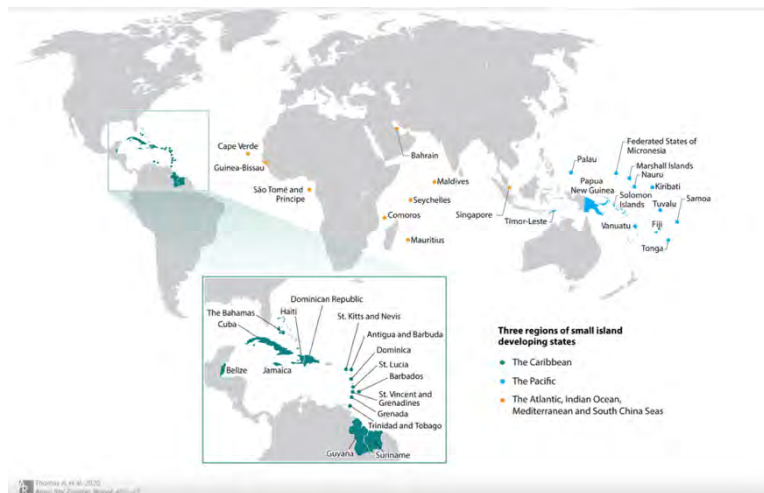 Cape Verde
Guinea-Bissau
São Tomé and
Príncipe
Bahrain
Maldives
Seychelles
Comoros
Mauritius
Singapore
Timor-Leste
Palau
Federated States of
Micronesia
Marshall Islands
Nauru
Papua
New Guinea
Kiribati
Solomon
Islands
Tuvalu
Samoa
Vanuatu
Fiji
Tonga
Dominican Republic
The Bahamas
Haiti
St. Kitts and Nevis
Cuba
Antigua and Barbuda
Dominica
St. Lucia
Belize
Jamaica
Barbados
St. Vincent and
Grenadines
Grenada
Trinidad and Tobago
Guyana
Suriname
Three regions of small island
developing states
The Caribbean
The Pacific
The Atlantic, Indian Ocean,
Mediterranean and South China Seas
Thomas A, et al. 2020